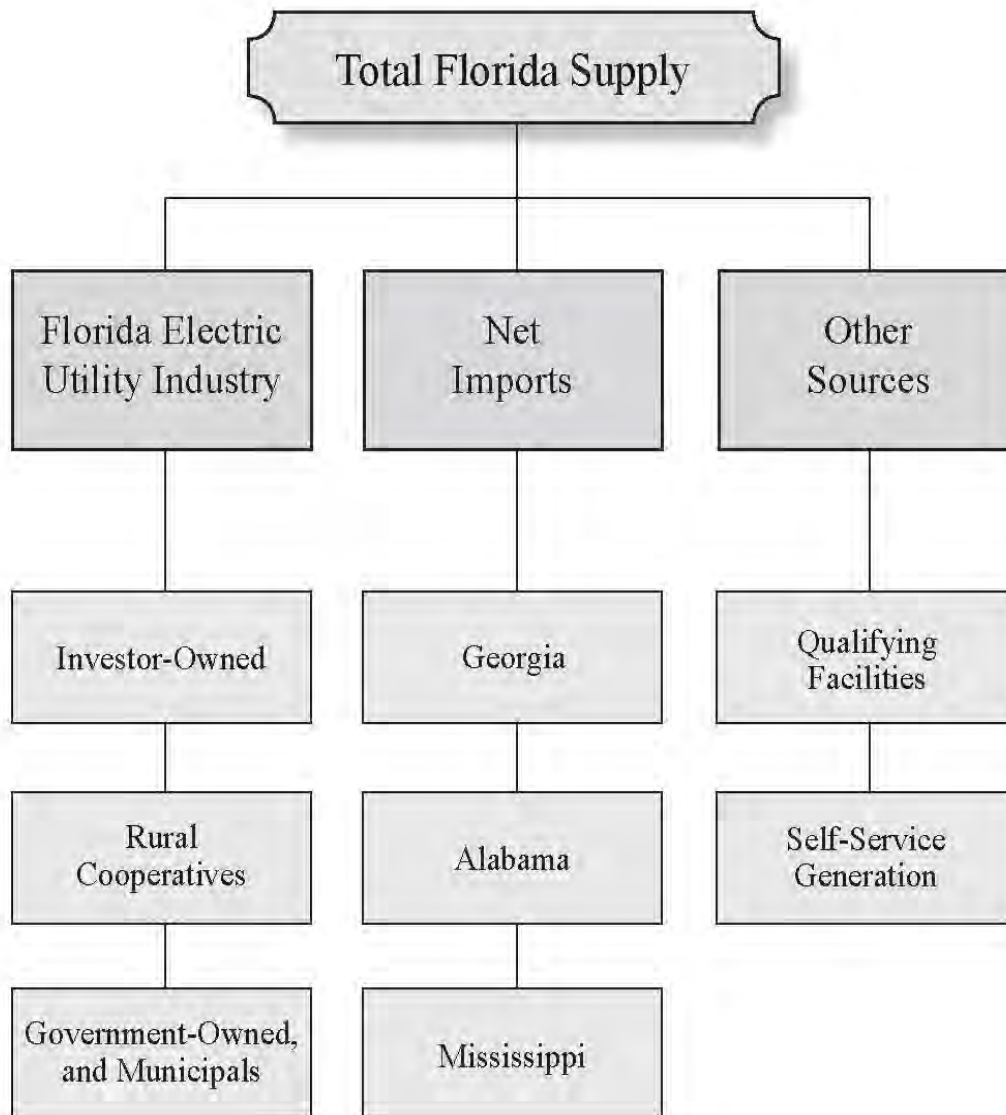 Total Florida Supply
Florida Electric
Utility Industry
Net
Imports
Other
Sources
Investor-Owned
Georgia
Qualifying
Facilities
Rural
Cooperatives
Alabama
Self-Service
Generation
Government-Owned,
and Municipals
Mississippi